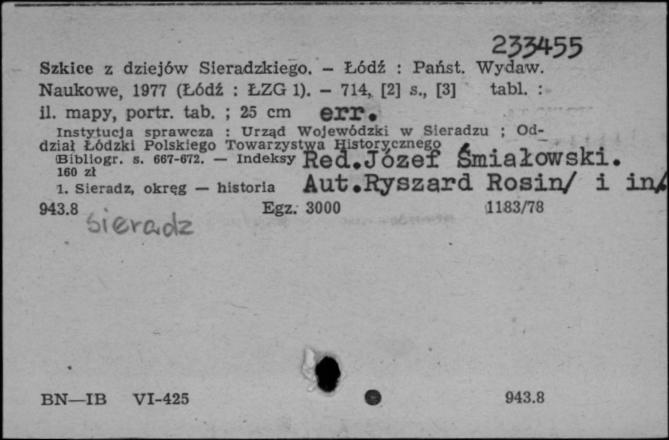 233455
Szkice z dziejów Sieradzkiego. — Łódź : Państ. Wydaw.
Naukowe, 1977 (Łódź : ŁZG 1). — 714, [2] s., [3] tabl. :
il. mapy, portr. tab. ; 25 cm err.
Instytucja sprawcza : Urząd Wojewódzki w Sieradzu ; Od-
dział Łódzki Polskiego Towarzystwa Historycznego
Bibliogr. s. 667-672. — Indeksy Red.Józef Śmiałowski.
160 zł
1. Sieradz, okręg — historia Aut.Ryszard Rosin/ i in/.
943.8 Egz. 3000 1183/78
Sieradz
BN—IB VI-425 943.8